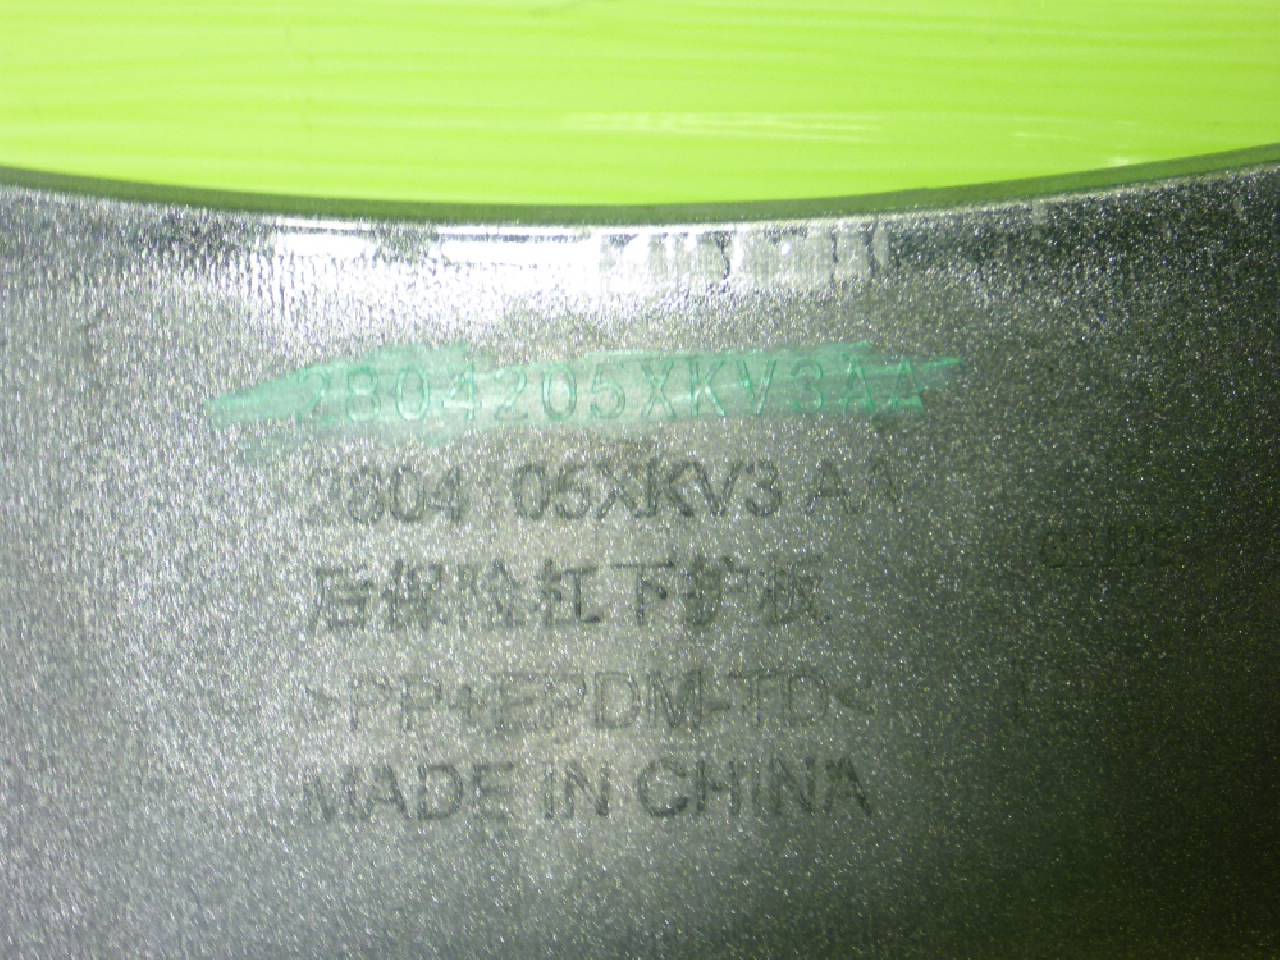 2804205XKV3AA
2804 05XKV3 AA
后保险杠下护板
>PP+EPDM-TD<
MADE IN CHINA